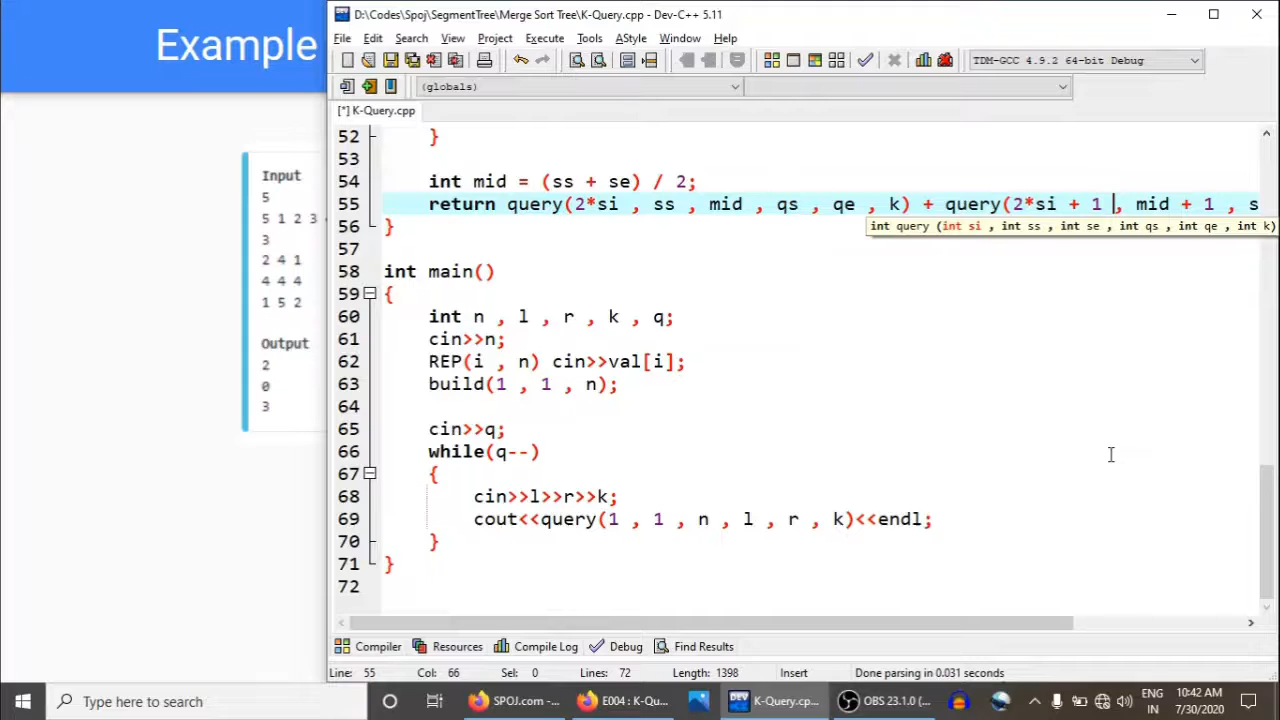 Example
D:\Codes\Spoj\SegmentTree\Merge Sort Tree\K-Query.cpp - Dev-C++ 5.11
File Edit Search View Project Execute Tools AStyle Window Help
TDM-GCC 4.9.2 64-bit Debug
(globals)
[*] K-Query.cpp
Input
5
5 1 2 3
3
2 4 1
4 4 4
1 5 2
Output
2
0
3
52 }
53
54 int mid = (ss + se) / 2;
55 return query(2*si , ss , mid , qs , qe , k) + query(2*si + 1 , mid + 1 , s
56 }
int query (int si , int ss , int se , int qs , int qe , int k)
57
58 int main()
59 {
60 int n , l , r , k , q;
61 cin>>n;
62 REP(i , n) cin>>val[i];
63 build(1 , 1 , n);
64
65 cin>>q;
66 while(q--)
67 {
68 cin>>l>>r>>k;
69 cout<<query(1 , 1 , n , l , r , k)<<endl;
70 }
71 }
72
Compiler Resources Compile Log Debug Find Results
Line: 55 Col: 66 Sel: 0 Lines: 72 Length: 1398 Insert Done parsing in 0.031 seconds
Type here to search
SPOJ.com -... E004 : K-Qu... DEV K-Query.cp... OBS 23.1.0 (...
ENG
IN
10:42 AM
7/30/2020